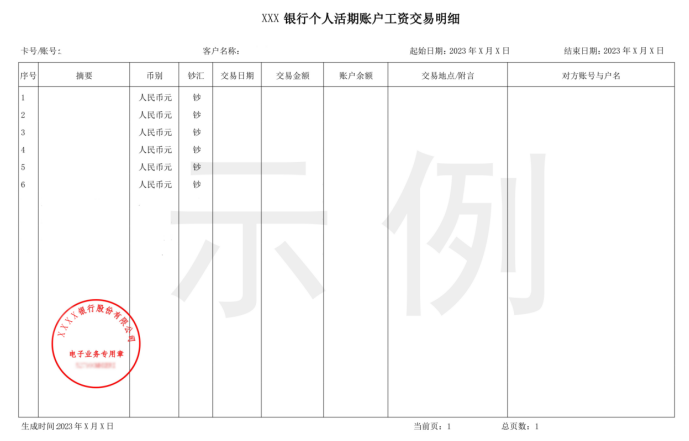 XXX 银行个人活期账户工资交易明细
卡号/账号: 客户名称: 起始日期: 2023 年 X 月 X 日 结束日期: 2023 年 X 月 X 日
序号 摘要 币别 钞汇 交易日期 交易金额 账户余额 交易地点/附言 对方账号与户名
1 人民币元 钞
2 人民币元 钞
3 人民币元 钞
4 人民币元 钞
5 人民币元 钞
6 人民币元 钞
示例
XXXX银行股份有限公司
电子业务专用章
生成时间:2023 年 X 月 X 日 当前页: 1 总页数: 1